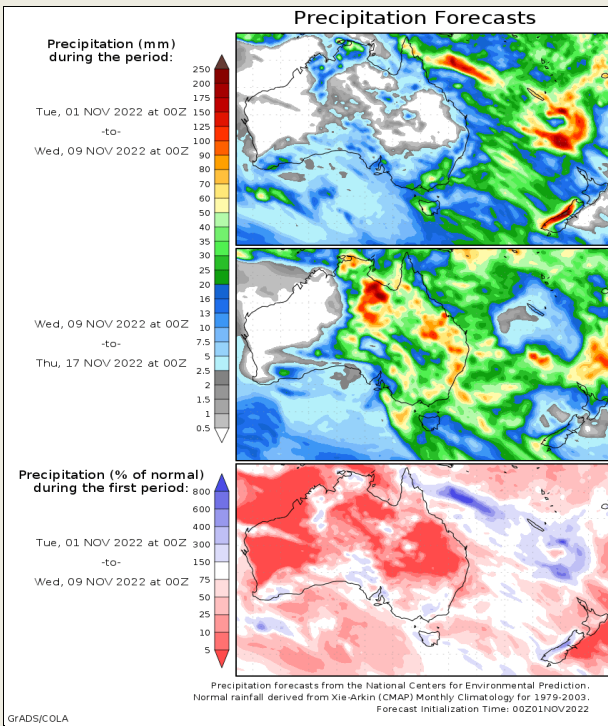 Precipitation Forecasts
Precipitation (mm)
during the period:
Tue, 01 NOV 2022 at 00Z
-to-
Wed, 09 NOV 2022 at 00Z
250
200
175
150
125
100
90
80
70
60
50
40
35
30
25
20
16
13
10
7.5
5
2.5
2
1.5
1
0.5
Wed, 09 NOV 2022 at 00Z
-to-
Thu, 17 NOV 2022 at 00Z
Precipitation (% of normal)
during the first period:
Tue, 01 NOV 2022 at 00Z
-to-
Wed, 09 NOV 2022 at 00Z
800
600
400
300
150
75
50
25
10
5
Precipitation forecasts from the National Centers for Environmental Prediction.
Normal rainfall derived from Xie-Arkin (CMAP) Monthly Climatology for 1979-2003.
Forecast Initialization Time: 00Z01NOV2022
GrADS/COLA